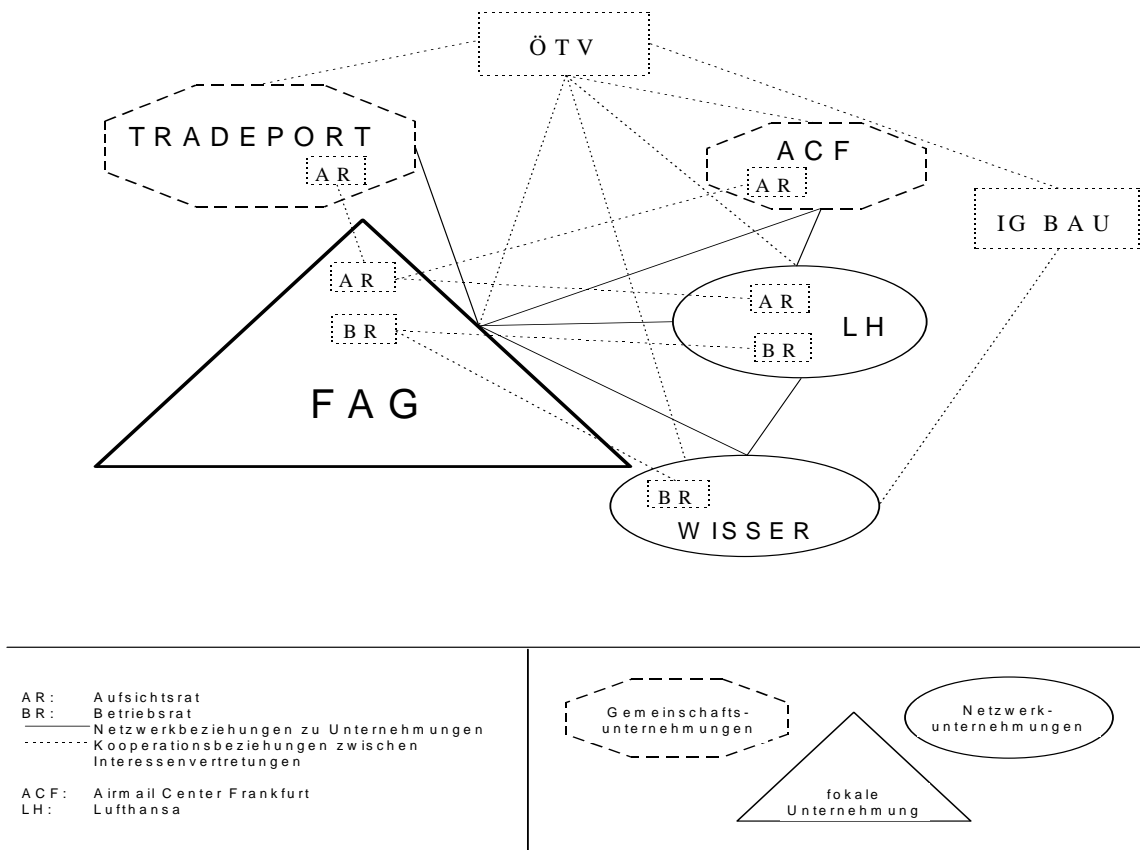 ÖTV
TRADEPORT
AR
ACF
AR
IG BAU
AR
BR
FAG
AR
LH
BR
BR
WISSER
AR: Aufsichtsrat
BR: Betriebsrat
Netzwerkbeziehungen zu Unternehmungen
Kooperationsbeziehungen zwischen
Interessenvertretungen
ACF: Airmail Center Frankfurt
LH: Lufthansa
Gemeinschafts-
unternehmungen
Netzwerk-
unternehmungen
fokale
Unternehmung